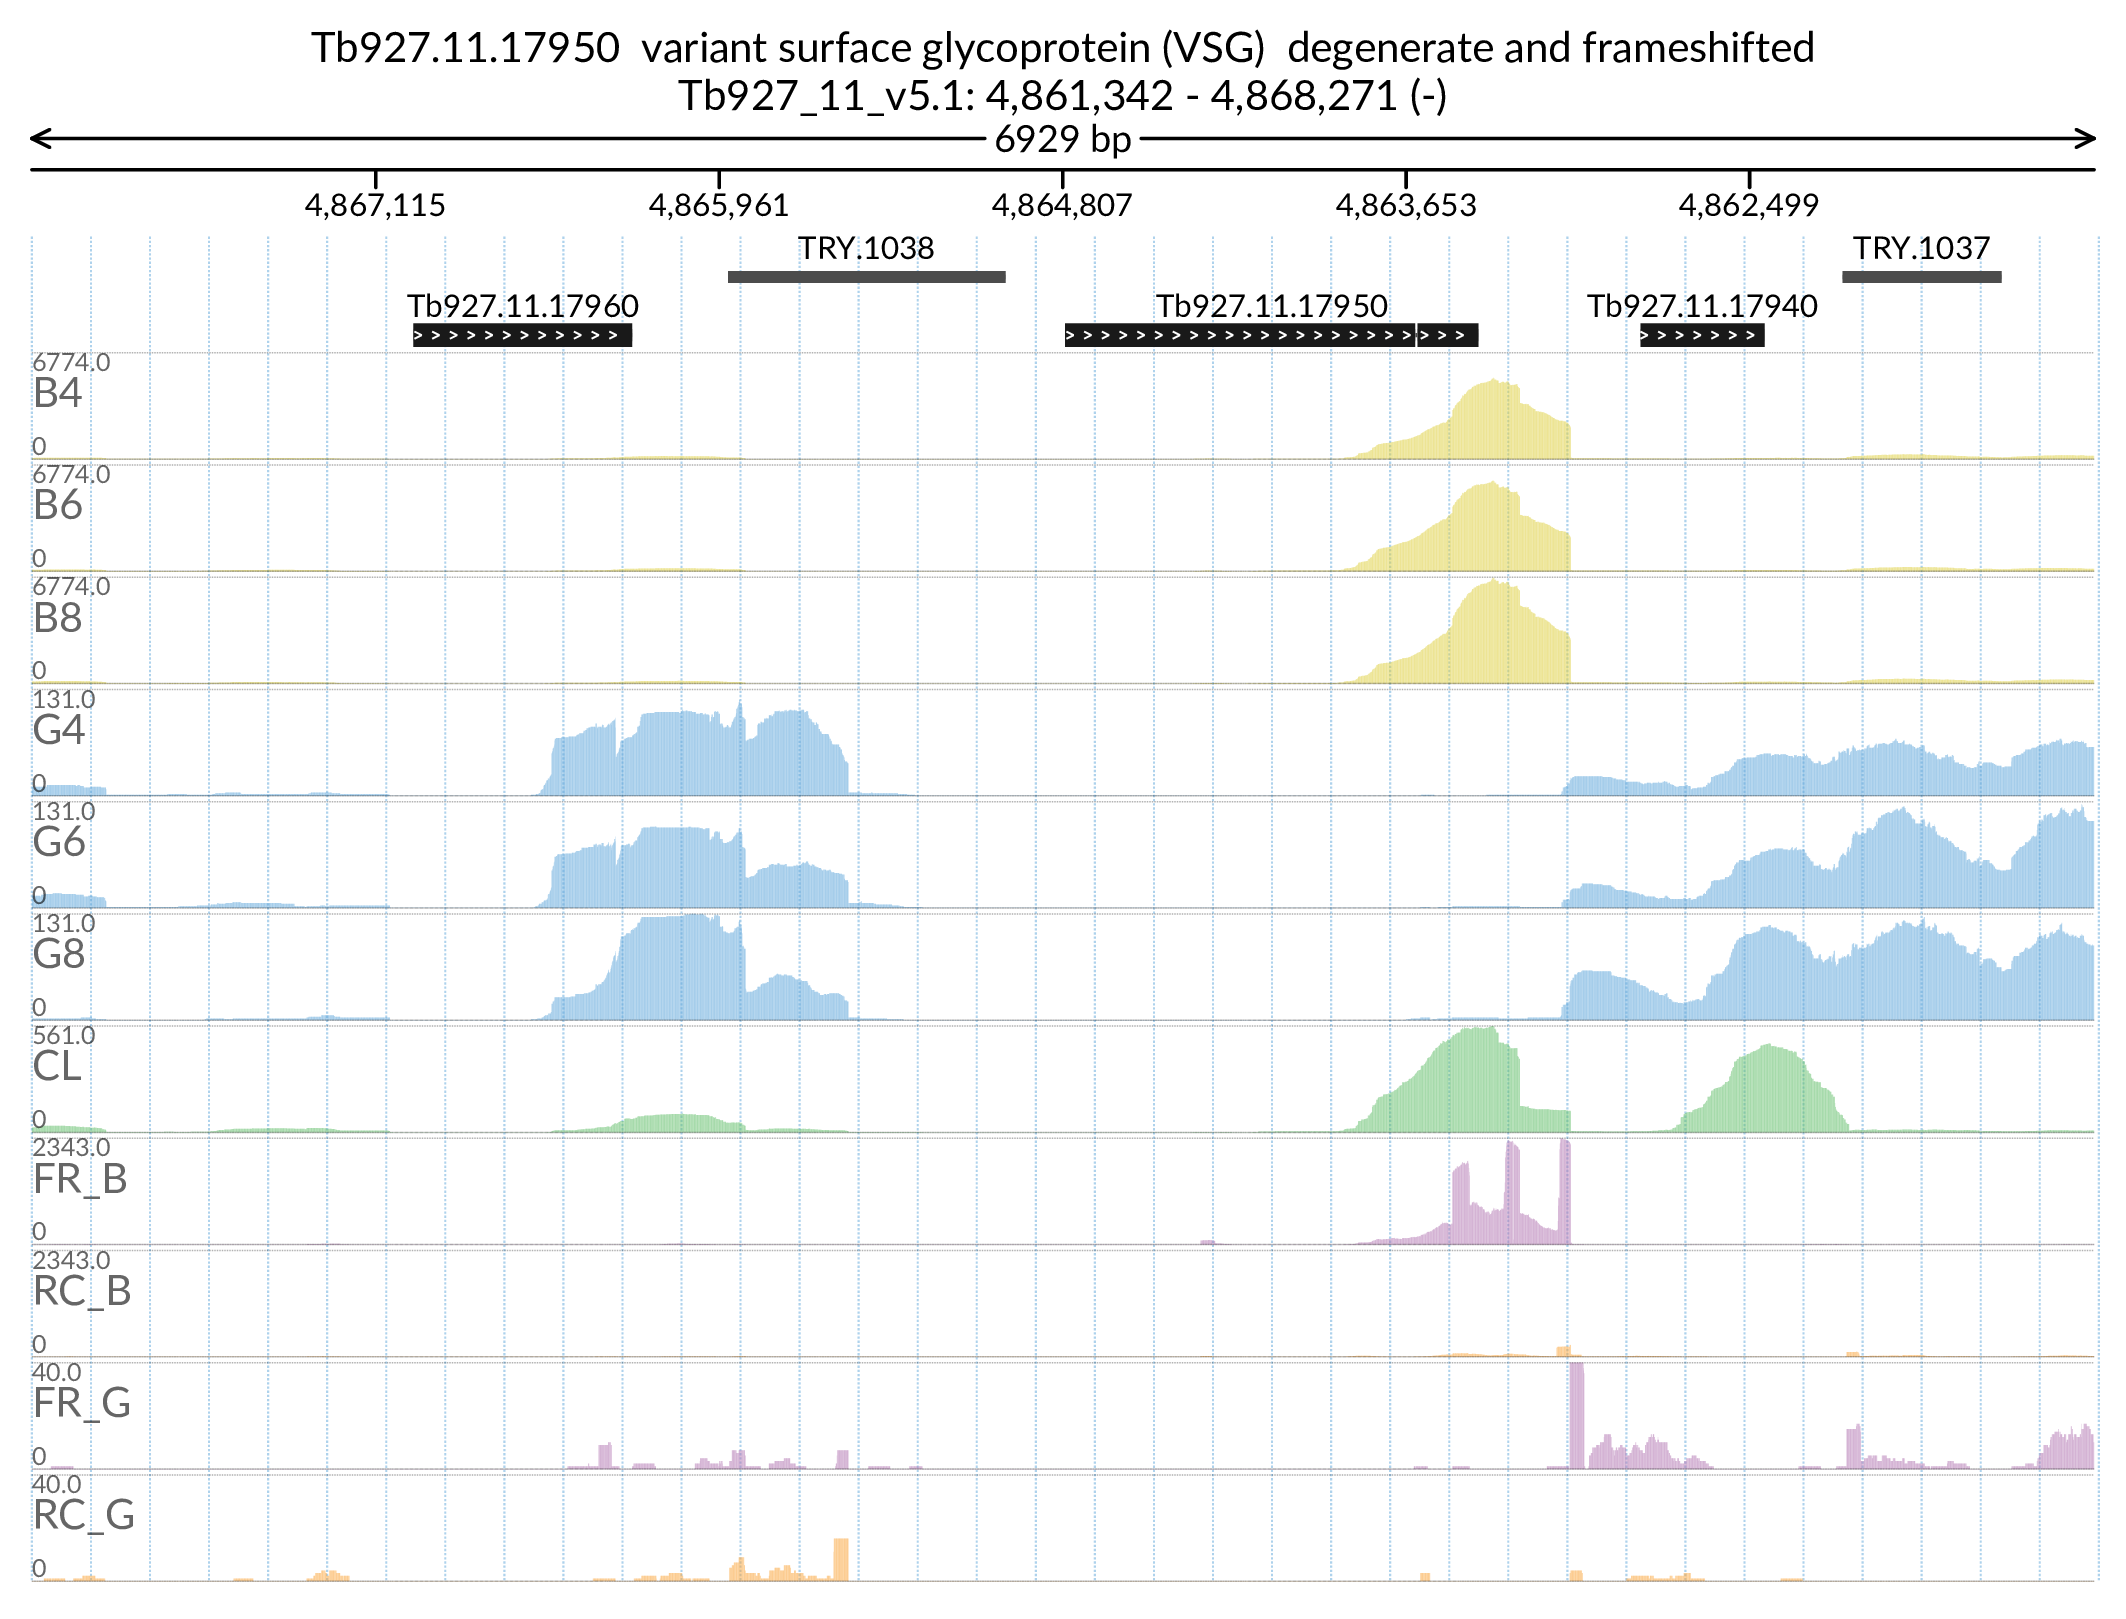 Tb927.11.17950 variant surface glycoprotein (VSG) degenerate and frameshifted
Tb927_11_v5.1: 4,861,342 - 4,868,271 (-)
6929 bp
4,867,115 4,865,961 4,864,807 4,863,653 4,862,499
TRY.1038 TRY.1037
Tb927.11.17960 Tb927.11.17950 Tb927.11.17940
6774.0
B4
0
6774.0
B6
0
6774.0
B8
0
131.0
G4
0
131.0
G6
0
131.0
G8
0
561.0
CL
0
2343.0
FR_B
0
2343.0
RC_B
0
40.0
FR_G
0
40.0
RC_G
0